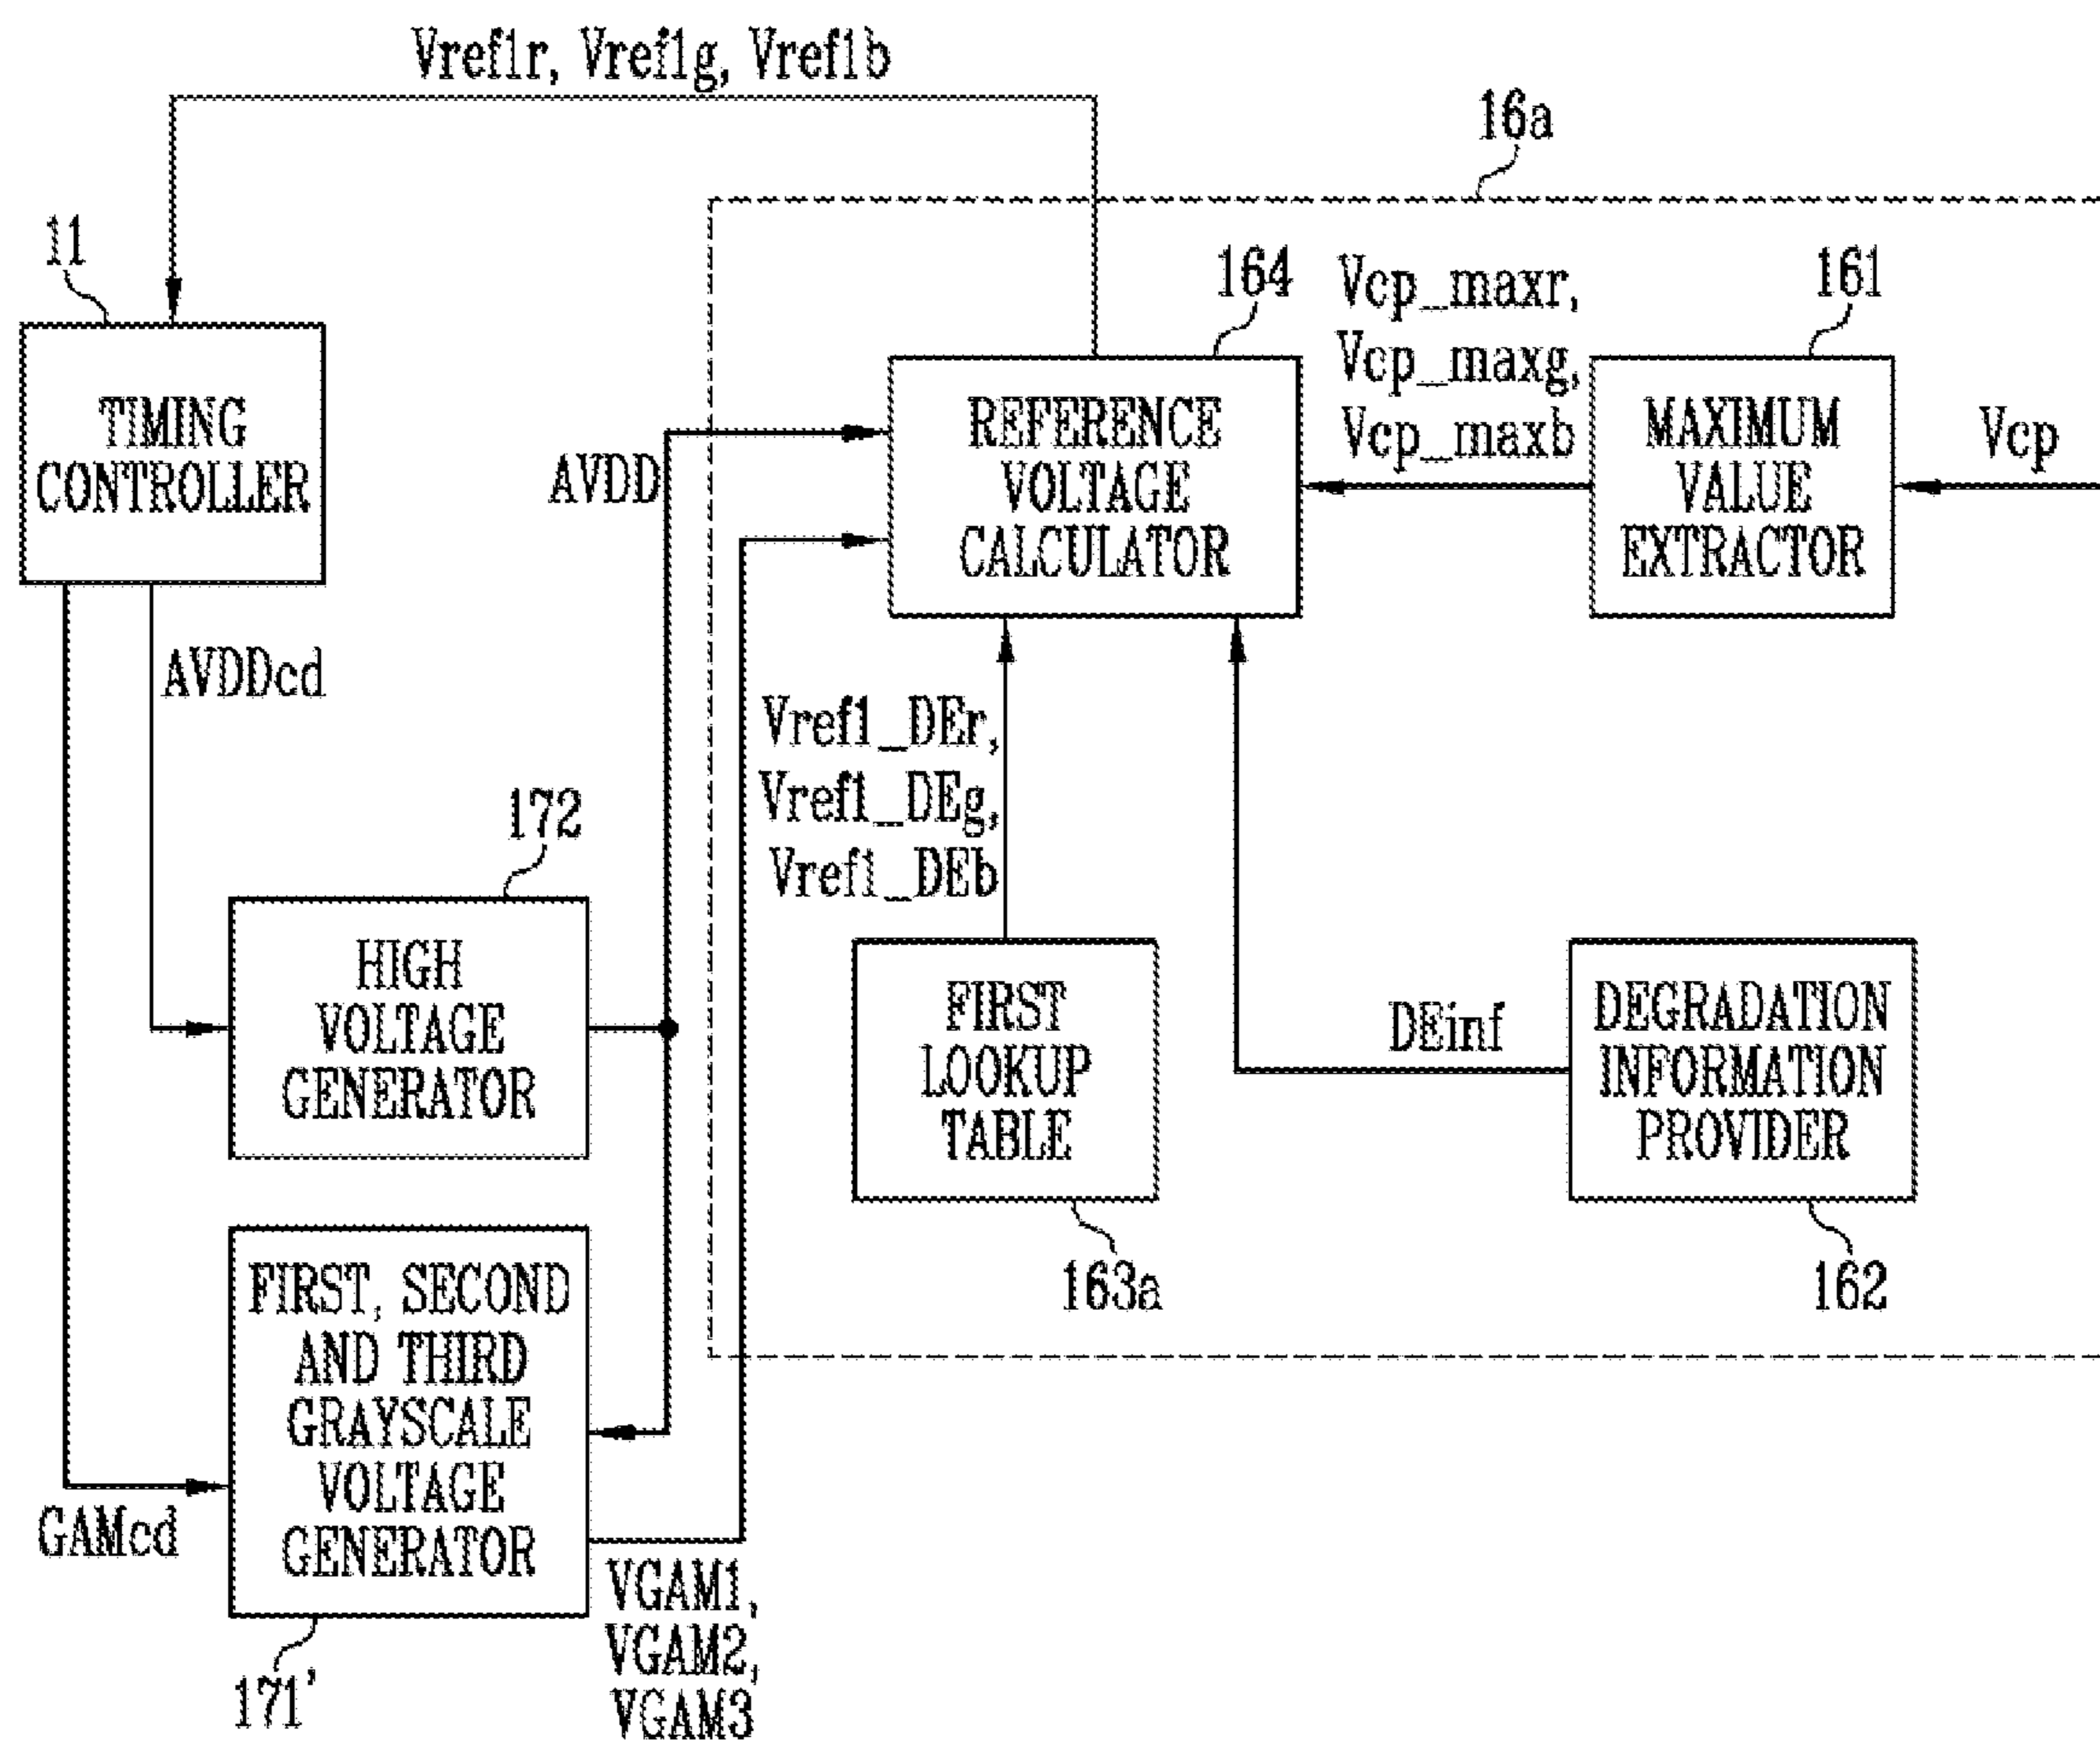 Vref1r, Vref1g, Vref1b
16a
11
164
Vcp_maxr,
Vcp_maxg,
Vcp_maxb
161
TIMING
CONTROLLER
AVDD
REFERENCE
VOLTAGE
CALCULATOR
MAXIMUM
VALUE
EXTRACTOR
Vcp
AVDDcd
Vref1_DEr,
Vref1_DEg,
Vref1_DEb
172
HIGH
VOLTAGE
GENERATOR
FIRST
LOOKUP
TABLE
DEinf
DEGRADATION
INFORMATION
PROVIDER
163a
162
FIRST, SECOND
AND THIRD
GRAYSCALE
VOLTAGE
GENERATOR
GAMcd
VGAM1,
VGAM2,
VGAM3
171'